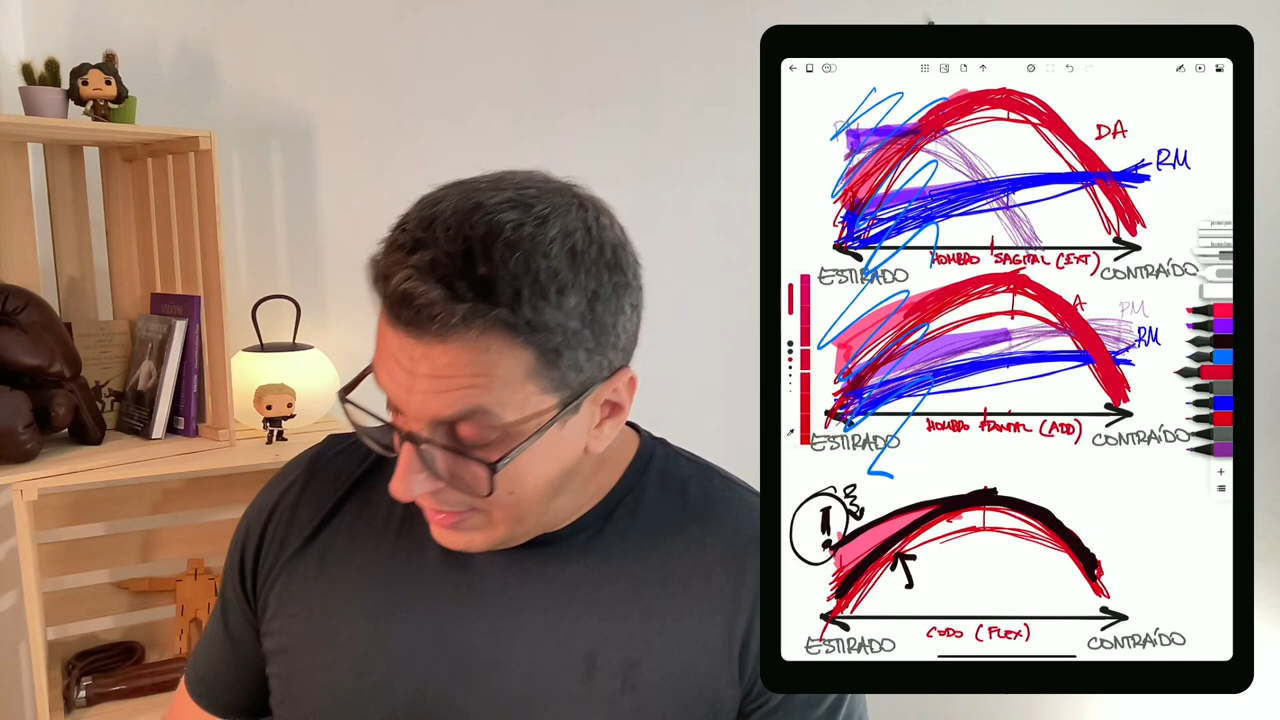 DA
RM
HOMBRO SAGITAL (EXT)
ESTIRADO
CONTRAÍDO
PM
RM
HOMBRO FRONTAL (ADD)
ESTIRADO
CONTRAÍDO
CODO (FLEX)
ESTIRADO
CONTRAÍDO